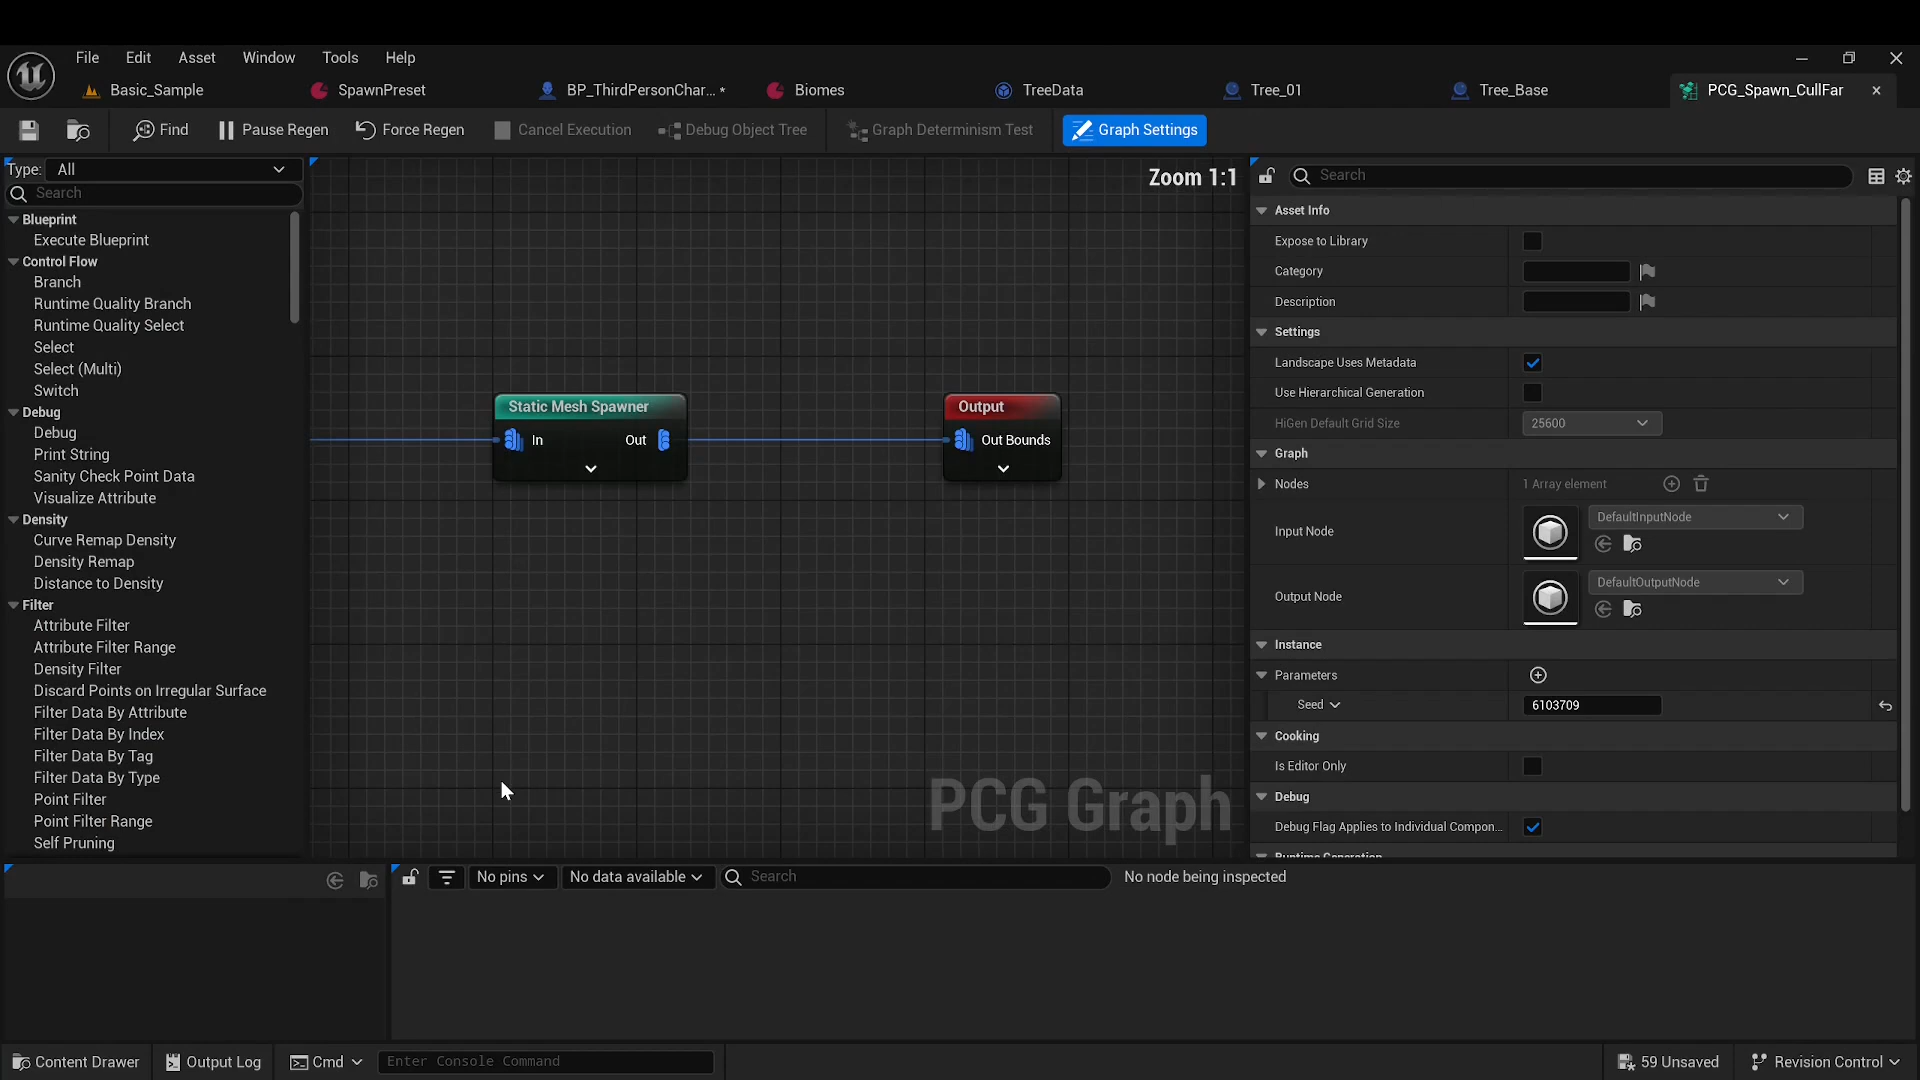 File Edit Asset Window Tools Help
Basic_Sample SpawnPreset BP_ThirdPersonChar... * Biomes TreeData Tree_01 Tree_Base PCG_Spawn_CullFar
Find Pause Regen Force Regen Cancel Execution Debug Object Tree Graph Determinism Test Graph Settings
Type: All
Search
Blueprint
Execute Blueprint
Control Flow
Branch
Runtime Quality Branch
Runtime Quality Select
Select
Select (Multi)
Switch
Debug
Debug
Print String
Sanity Check Point Data
Visualize Attribute
Density
Curve Remap Density
Density Remap
Distance to Density
Filter
Attribute Filter
Attribute Filter Range
Density Filter
Discard Points on Irregular Surface
Filter Data By Attribute
Filter Data By Index
Filter Data By Tag
Filter Data By Type
Point Filter
Point Filter Range
Self Pruning
Zoom 1:1
Static Mesh Spawner
In Out
Output
Out Bounds
PCG Graph
Search
Asset Info
Expose to Library
Category
Description
Settings
Landscape Uses Metadata
Use Hierarchical Generation
HiGen Default Grid Size 25600
Graph
Nodes 1 Array element
Input Node DefaultInputNode
Output Node DefaultOutputNode
Instance
Parameters
Seed 6103709
Cooking
Is Editor Only
Debug
Debug Flag Applies to Individual Compon...
Runtime Generation
No pins No data available Search No node being inspected
Content Drawer Output Log Cmd Enter Console Command 59 Unsaved Revision Control